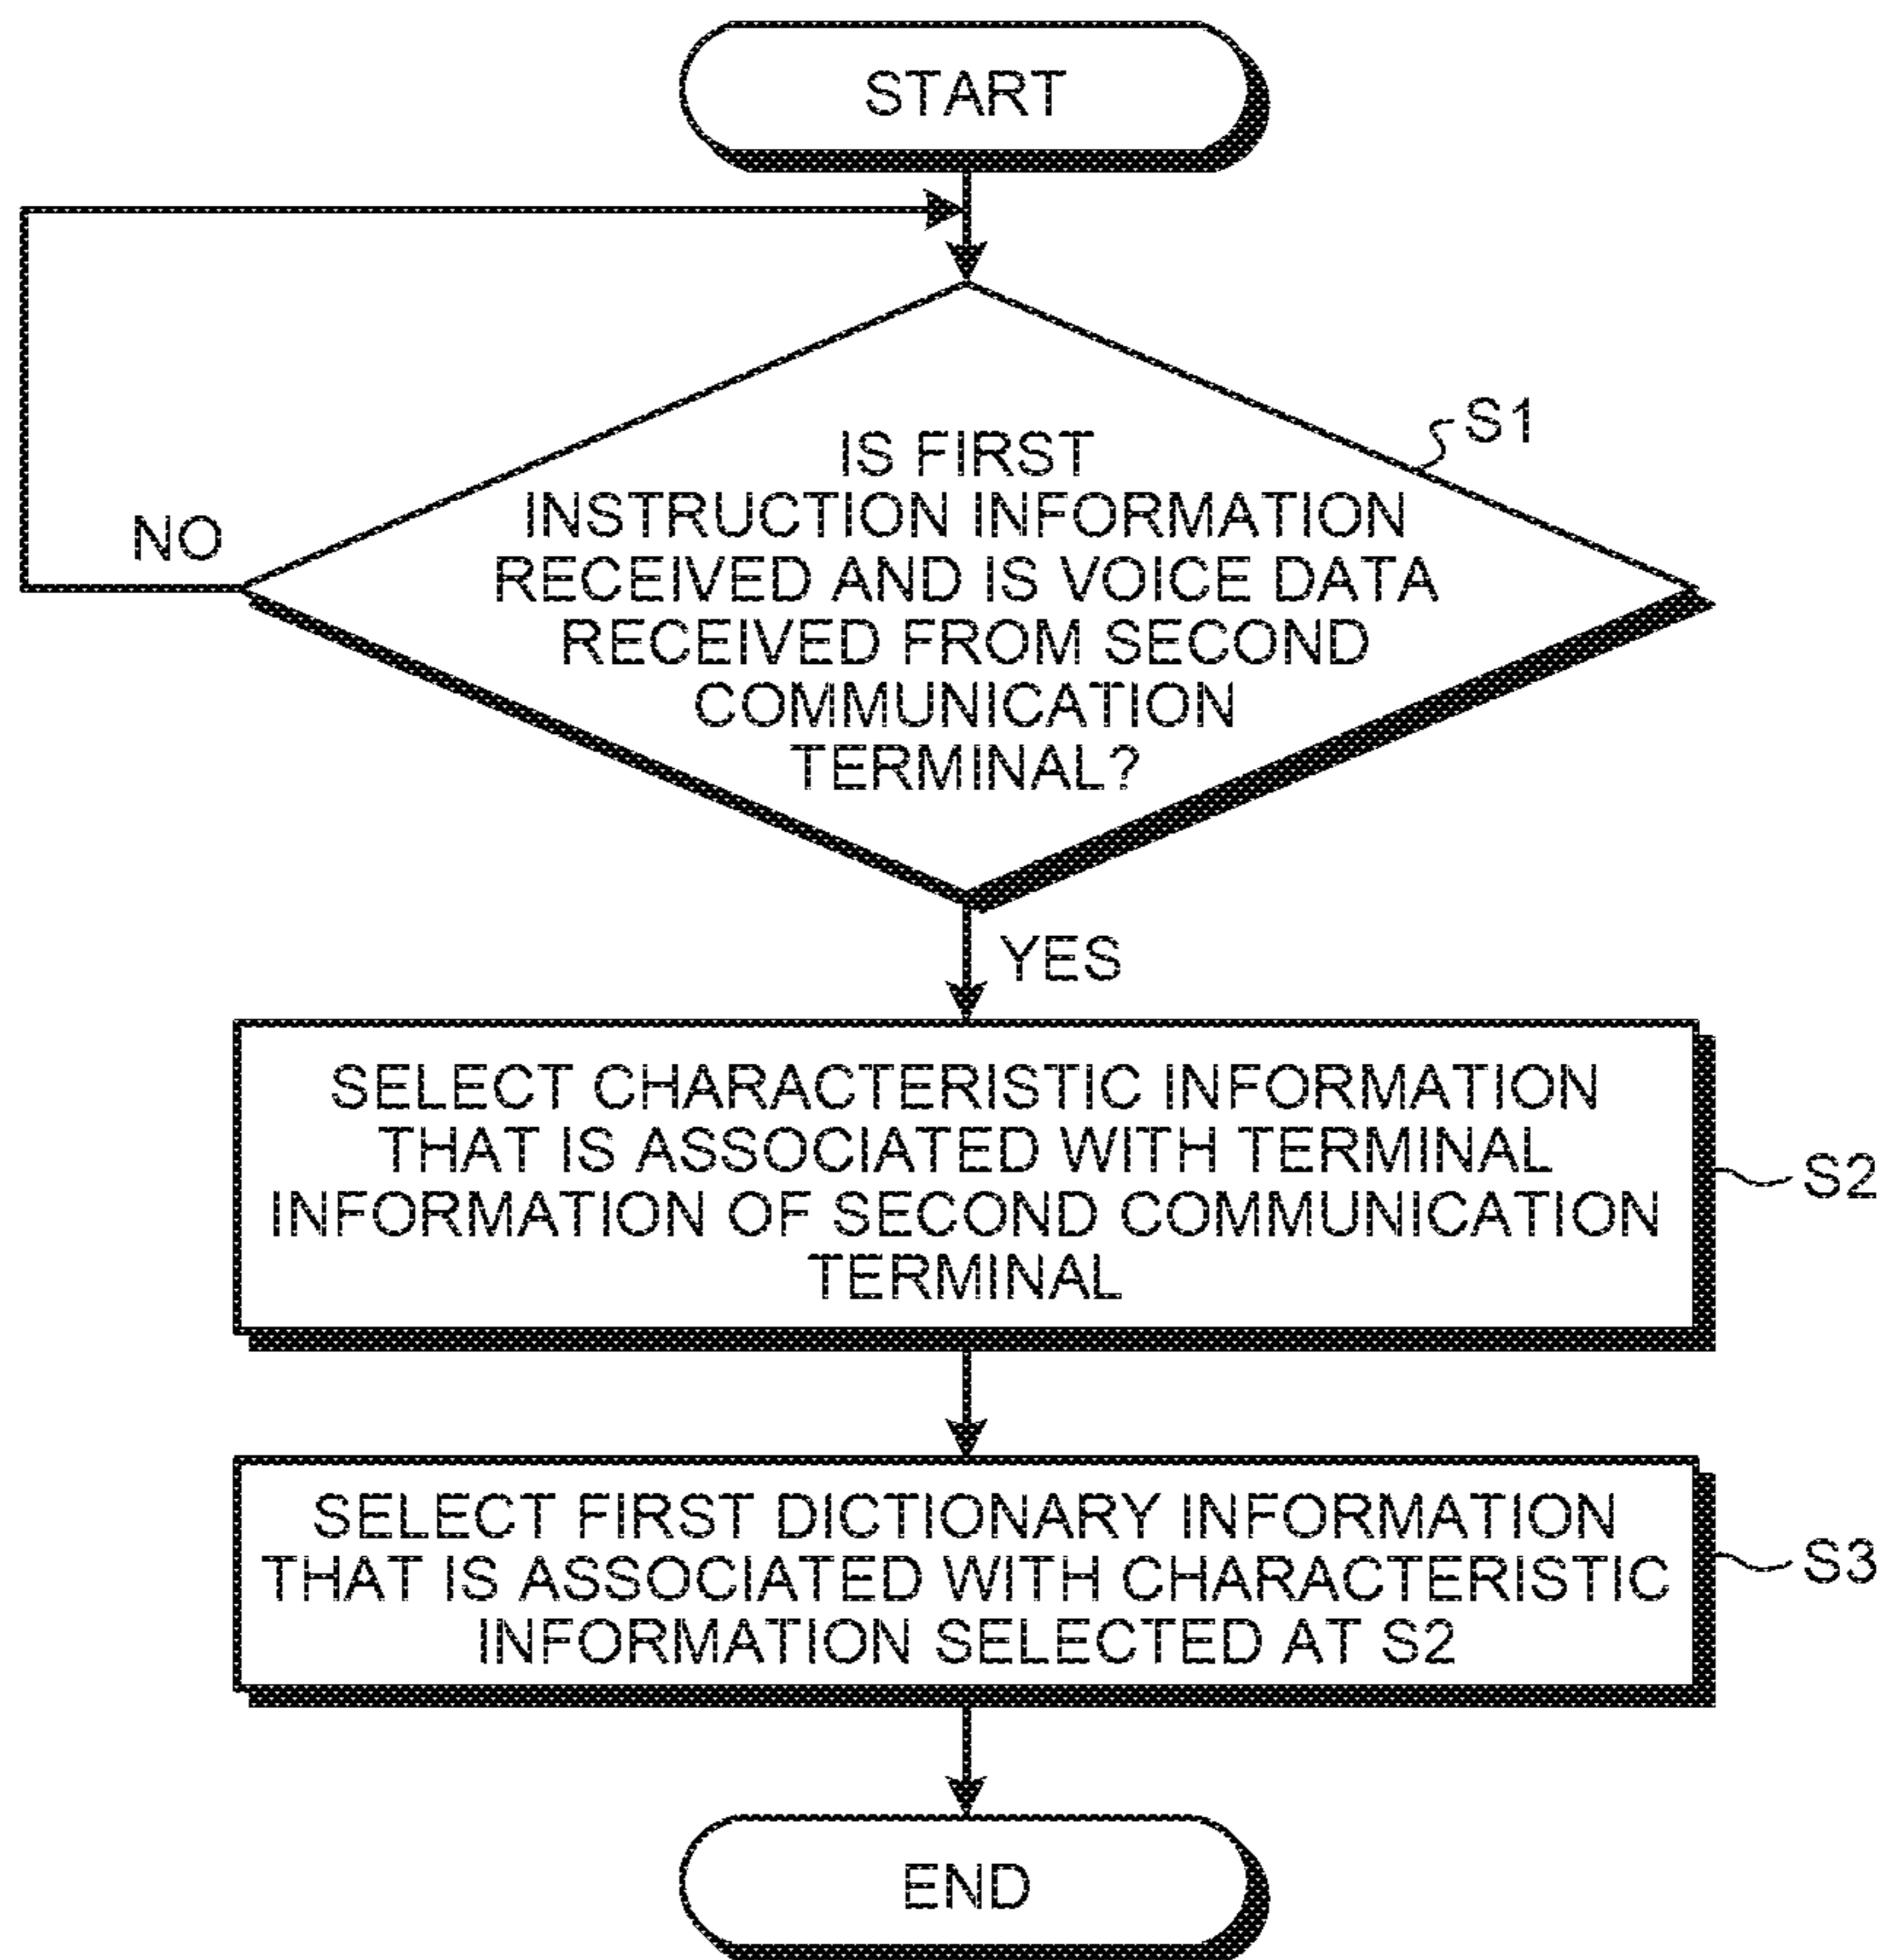 START
IS FIRST
INSTRUCTION INFORMATION
RECEIVED AND IS VOICE DATA
RECEIVED FROM SECOND
COMMUNICATION
TERMINAL?
S1
NO
YES
SELECT CHARACTERISTIC INFORMATION
THAT IS ASSOCIATED WITH TERMINAL
INFORMATION OF SECOND COMMUNICATION
TERMINAL
S2
SELECT FIRST DICTIONARY INFORMATION
THAT IS ASSOCIATED WITH CHARACTERISTIC
INFORMATION SELECTED AT S2
S3
END